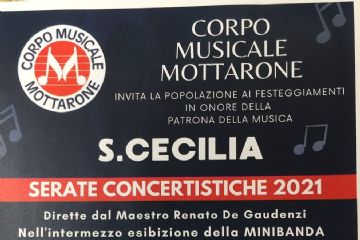 CORPO MUSICALE
MOTTARONE
CORPO
MUSICALE
MOTTARONE
INVITA LA POPOLAZIONE AI FESTEGGIAMENTI
IN ONORE DELLA
PATRONA DELLA MUSICA
S.CECILIA
SERATE CONCERTISTICHE 2021
Dirette dal Maestro Renato De Gaudenzi
Nell'intermezzo esibizione della MINIBANDA